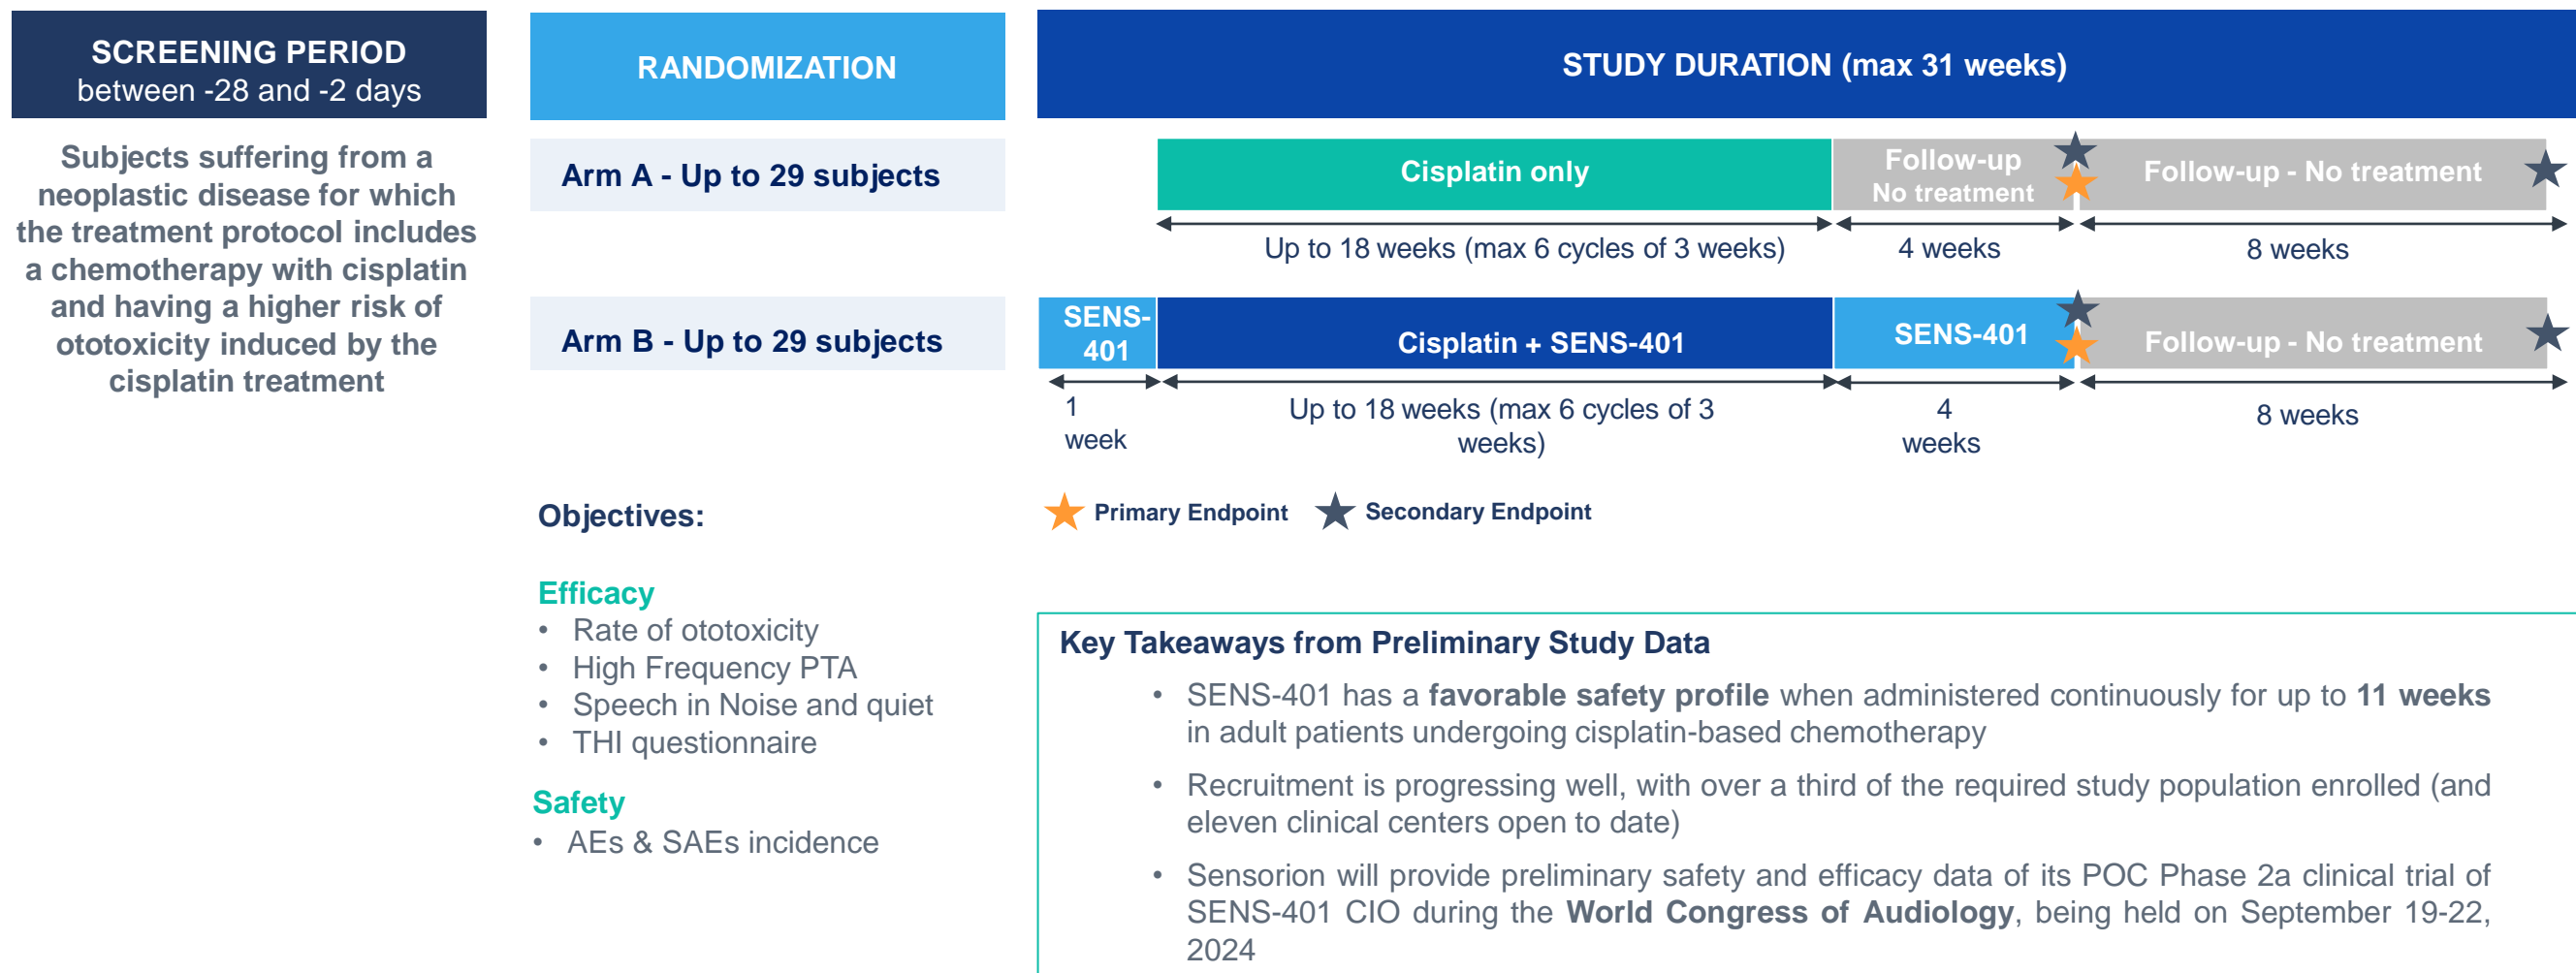 SCREENING PERIOD
between -28 and -2 days
Subjects suffering from a
neoplastic disease for which
the treatment protocol includes
a chemotherapy with cisplatin
and having a higher risk of
ototoxicity induced by the
cisplatin treatment
RANDOMIZATION
Arm A - Up to 29 subjects
Arm B - Up to 29 subjects
STUDY DURATION (max 31 weeks)
Cisplatin only
Follow-up
No treatment
Follow-up - No treatment
Up to 18 weeks (max 6 cycles of 3 weeks)
4 weeks
8 weeks
SENS-
401
Cisplatin + SENS-401
SENS-401
Follow-up - No treatment
1
week
Up to 18 weeks (max 6 cycles of 3
weeks)
4
weeks
8 weeks
Primary Endpoint
Secondary Endpoint
Objectives:
Efficacy
• Rate of ototoxicity
• High Frequency PTA
• Speech in Noise and quiet
• THI questionnaire
Safety
• AEs & SAEs incidence
Key Takeaways from Preliminary Study Data
• SENS-401 has a favorable safety profile when administered continuously for up to 11 weeks
in adult patients undergoing cisplatin-based chemotherapy
• Recruitment is progressing well, with over a third of the required study population enrolled (and
eleven clinical centers open to date)
• Sensorion will provide preliminary safety and efficacy data of its POC Phase 2a clinical trial of
SENS-401 CIO during the World Congress of Audiology, being held on September 19-22,
2024